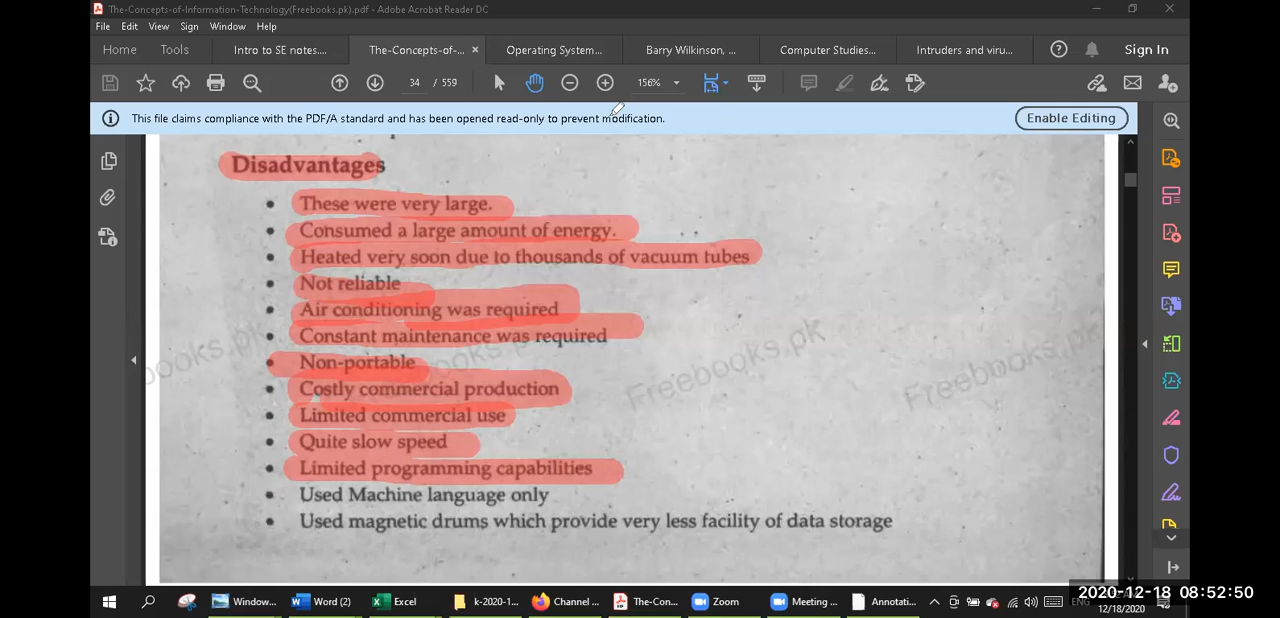 The-Concepts-of-Information-Technology(Freebooks.pk).pdf - Adobe Acrobat Reader DC
File Edit View Sign Window Help
Home Tools Intro to SE notes.... The-Concepts-of-... × Operating System... Barry Wilkinson, ... Computer Studies... Intruders and viru... Sign In
34 / 559 156%
This file claims compliance with the PDF/A standard and has been opened read-only to prevent modification. Enable Editing
Disadvantages
• These were very large.
• Consumed a large amount of energy.
• Heated very soon due to thousands of vacuum tubes
• Not reliable
• Air conditioning was required
• Constant maintenance was required
• Non-portable
• Costly commercial production
• Limited commercial use
• Quite slow speed
• Limited programming capabilities
• Used Machine language only
• Used magnetic drums which provide very less facility of data storage
Freebooks.pk
Freebooks.pk
Window... Word (2) Excel k-2020-1... Channel ... The-Con... Zoom Meeting ... Annotati... ENG
2020-12-18 08:52:50
12/18/2020